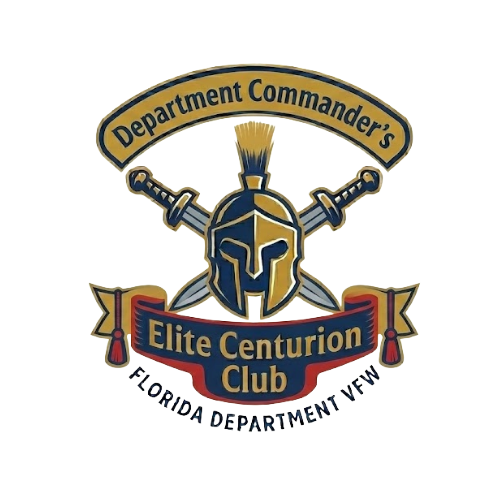 Department Commander's
Elite Centurion
Club
FLORIDA DEPARTMENT VFW